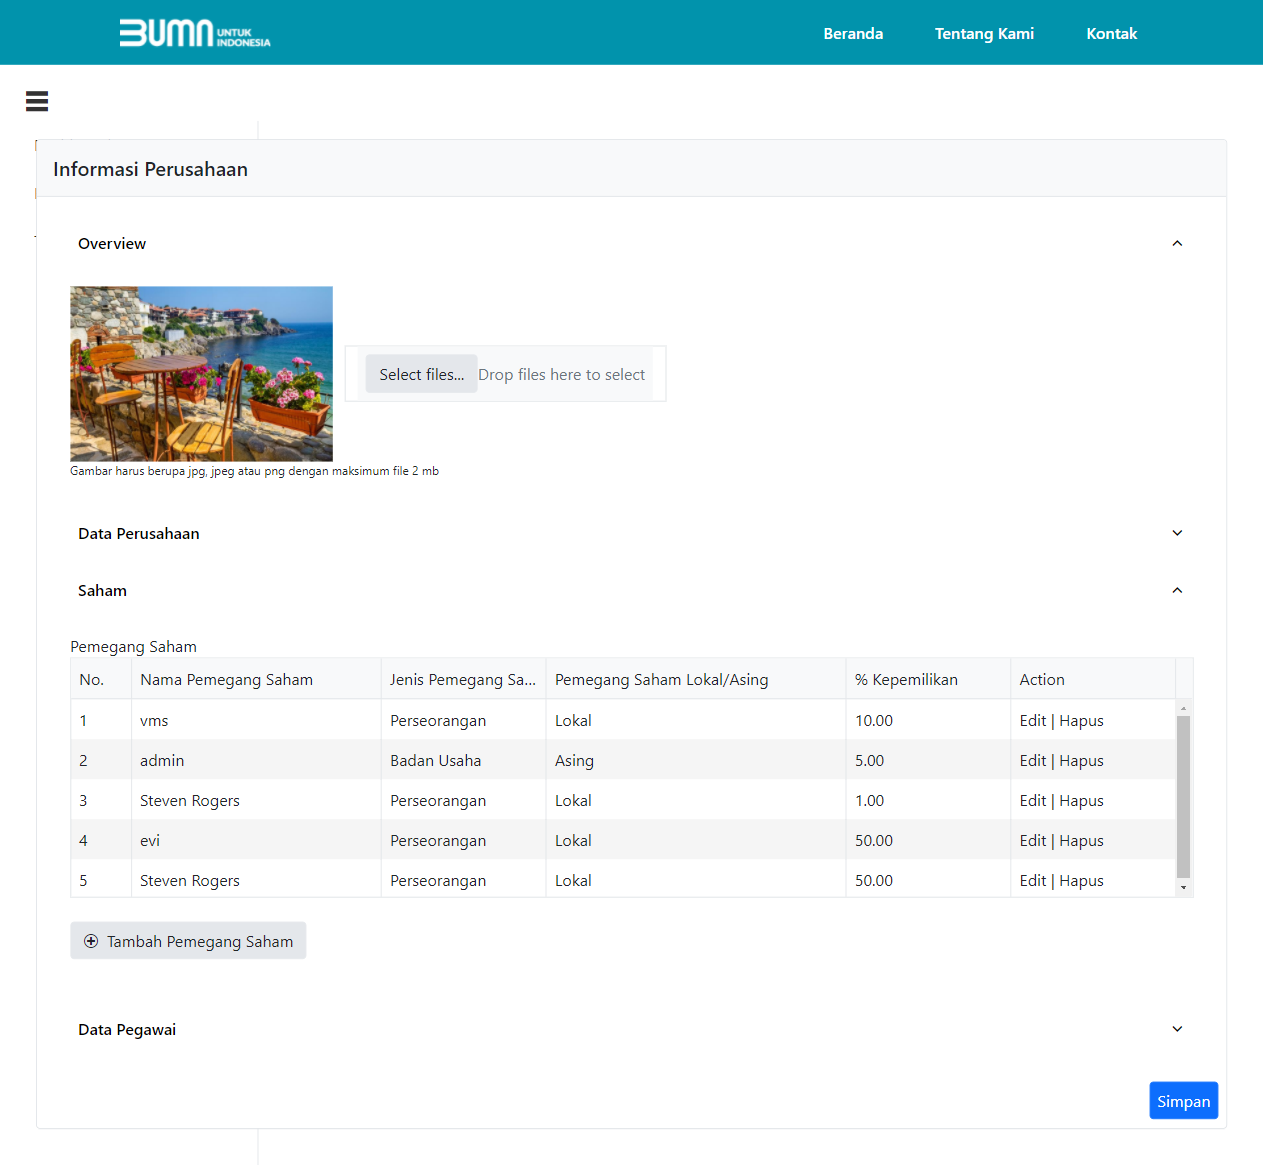 BUMN UNTUK INDONESIA
Beranda Tentang Kami Kontak
Informasi Perusahaan
Overview
Select files... Drop files here to select
Gambar harus berupa jpg, jpeg atau png dengan maksimum file 2 mb
Data Perusahaan
Saham
Pemegang Saham
No. Nama Pemegang Saham Jenis Pemegang Sa... Pemegang Saham Lokal/Asing % Kepemilikan Action
1 vms Perseorangan Lokal 10.00 Edit | Hapus
2 admin Badan Usaha Asing 5.00 Edit | Hapus
3 Steven Rogers Perseorangan Lokal 1.00 Edit | Hapus
4 evi Perseorangan Lokal 50.00 Edit | Hapus
5 Steven Rogers Perseorangan Lokal 50.00 Edit | Hapus
Tambah Pemegang Saham
Data Pegawai
Simpan